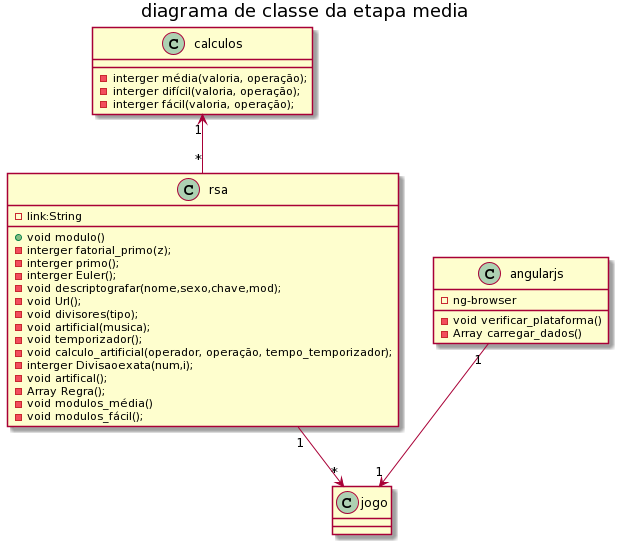 diagrama de classe da etapa media
C calculos
interger média(valoria, operação);
interger difícil(valoria, operação);
interger fácil(valoria, operação);
1
*
C rsa
link:String
void modulo()
interger fatorial_primo(z);
interger primo();
interger Euler();
void descriptografar(nome,sexo,chave,mod);
void Url();
void divisores(tipo);
void artificial(musica);
void temporizador();
void calculo_artificial(operador, operação, tempo_temporizador);
interger Divisaoexata(num,i);
void artifical();
Array Regra();
void modulos_média()
void modulos_fácil();
C angularjs
ng-browser
void verificar_plataforma()
Array carregar_dados()
1
1
*
1
C jogo